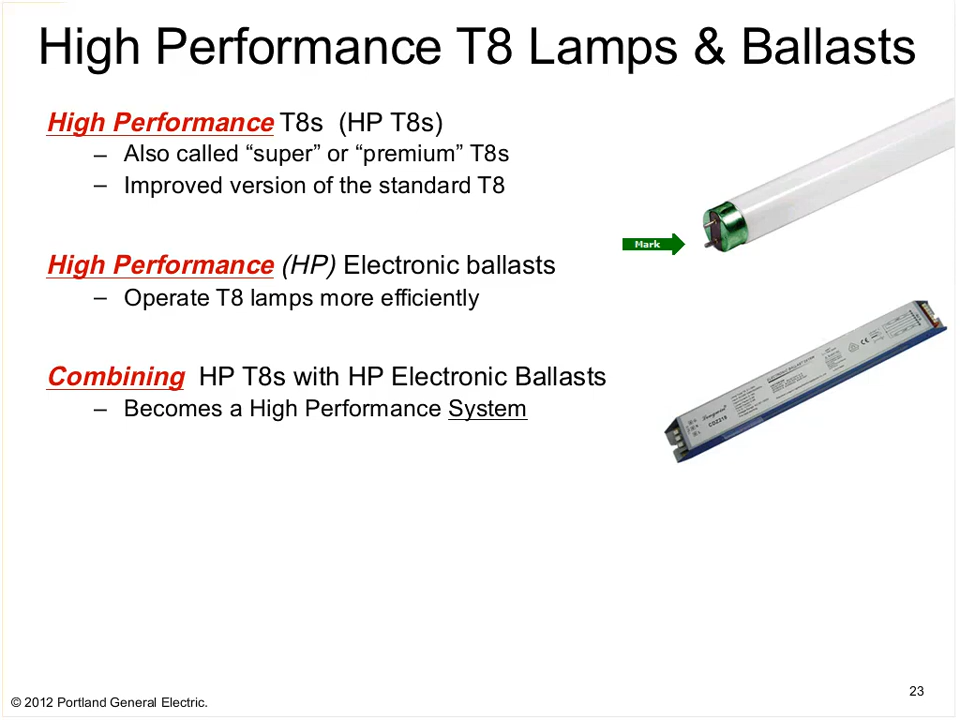 High Performance T8 Lamps & Ballasts
High Performance T8s (HP T8s)
– Also called “super” or “premium” T8s
– Improved version of the standard T8
Mark
High Performance (HP) Electronic ballasts
– Operate T8 lamps more efficiently
Combining HP T8s with HP Electronic Ballasts
– Becomes a High Performance System
23
© 2012 Portland General Electric.